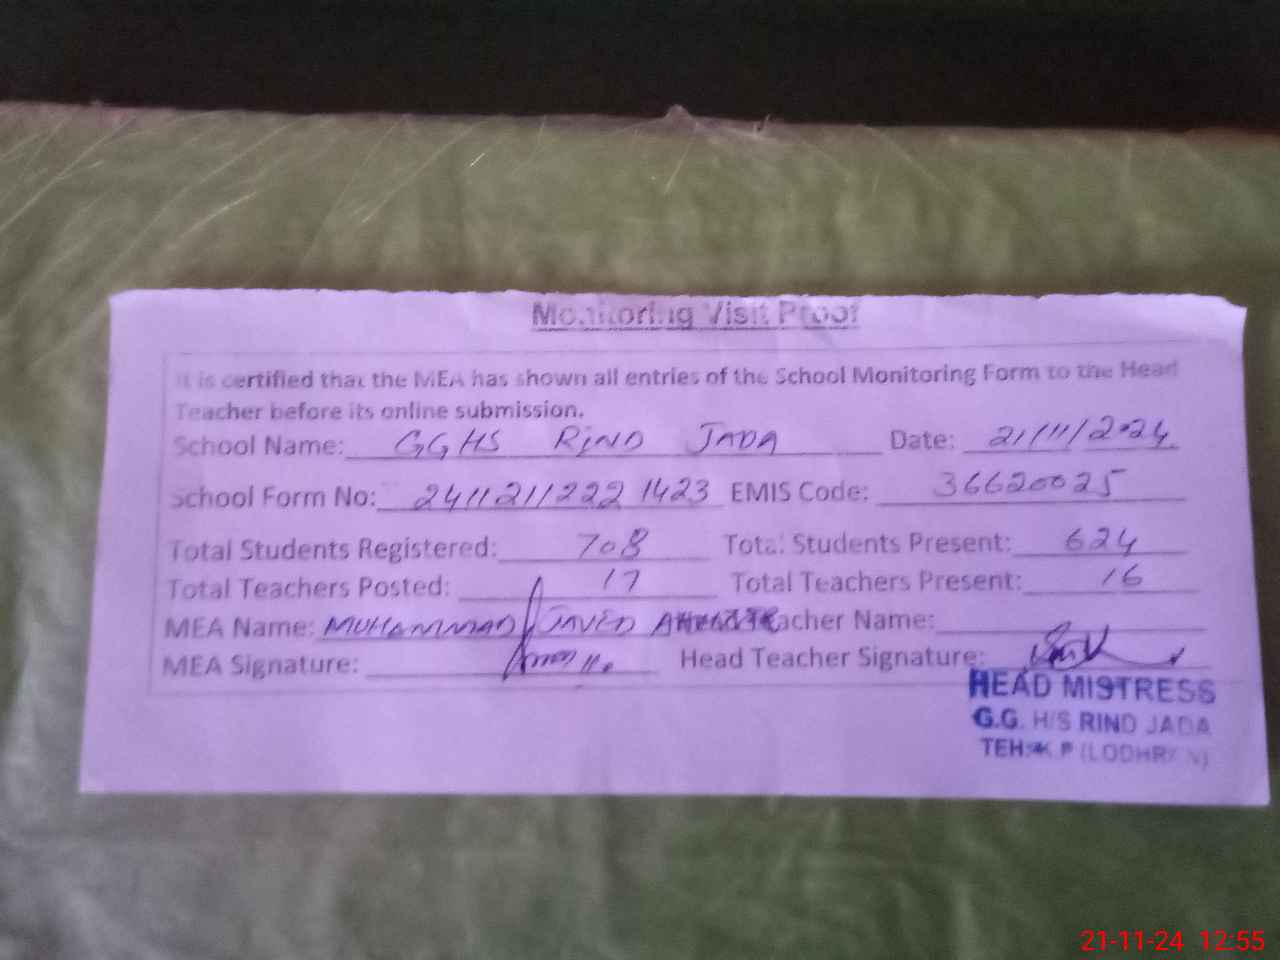 Monitoring Visit Proof
It is certified that the MEA has shown all entries of the School Monitoring Form to the Head
Teacher before its online submission.
School Name: GGHS RIND JADA Date: 21/11/2024
School Form No: 2411211222 1423 EMIS Code: 36620025
Total Students Registered: 708 Total Students Present: 624
Total Teachers Posted: 17 Total Teachers Present: 16
MEA Name: MUHAMMAD JAVED Teacher Name:
MEA Signature: Head Teacher Signature:
HEAD MISTRESS
G.G. H/S RIND JADA
TEH: K.P (LODHRAN)
21-11-24 12:55